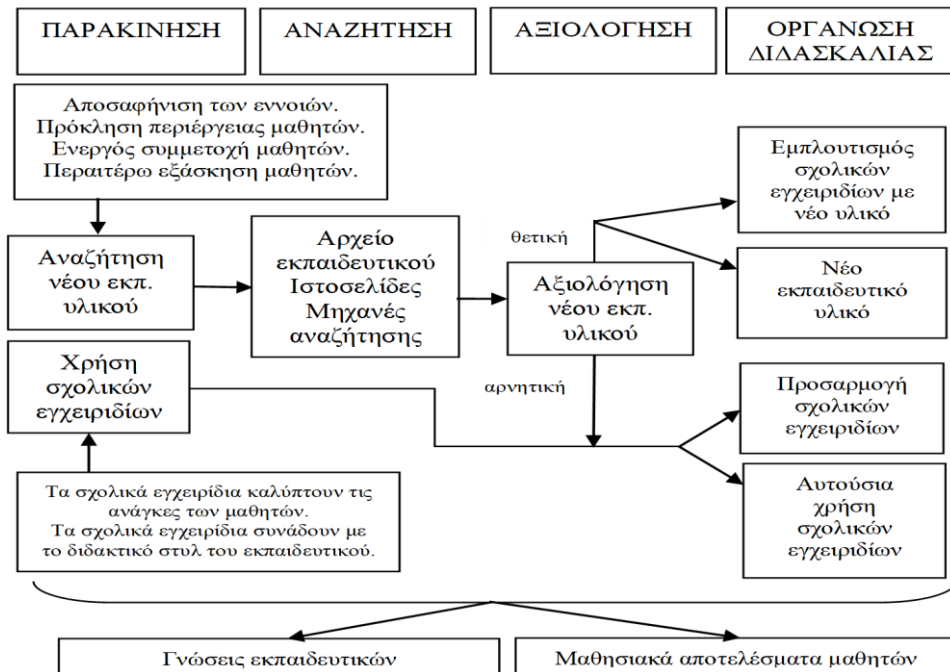 ΠΑΡΑΚΙΝΗΣΗ
ΑΝΑΖΗΤΗΣΗ
ΑΞΙΟΛΟΓΗΣΗ
ΟΡΓΑΝΩΣΗ
ΔΙΔΑΣΚΑΛΙΑΣ
Αποσαφήνιση των εννοιών.
Πρόκληση περιέργειας μαθητών.
Ενεργός συμμετοχή μαθητών.
Περαιτέρω εξάσκηση μαθητών.
Αναζήτηση
νέου εκπ.
υλικού
Αρχείο
εκπαιδευτικού
Ιστοσελίδες
Μηχανές
αναζήτησης
θετική
Αξιολόγηση
νέου εκπ.
υλικού
αρνητική
Εμπλουτισμός
σχολικών
εγχειριδίων με
νέο υλικό
Νέο
εκπαιδευτικό
υλικό
Χρήση
σχολικών
εγχειριδίων
Προσαρμογή
σχολικών
εγχειριδίων
Αυτούσια
χρήση
σχολικών
εγχειριδίων
Τα σχολικά εγχειρίδια καλύπτουν τις
ανάγκες των μαθητών.
Τα σχολικά εγχειρίδια συνάδουν με
το διδακτικό στυλ του εκπαιδευτικού.
Γνώσεις εκπαιδευτικών
Μαθησιακά αποτελέσματα μαθητών